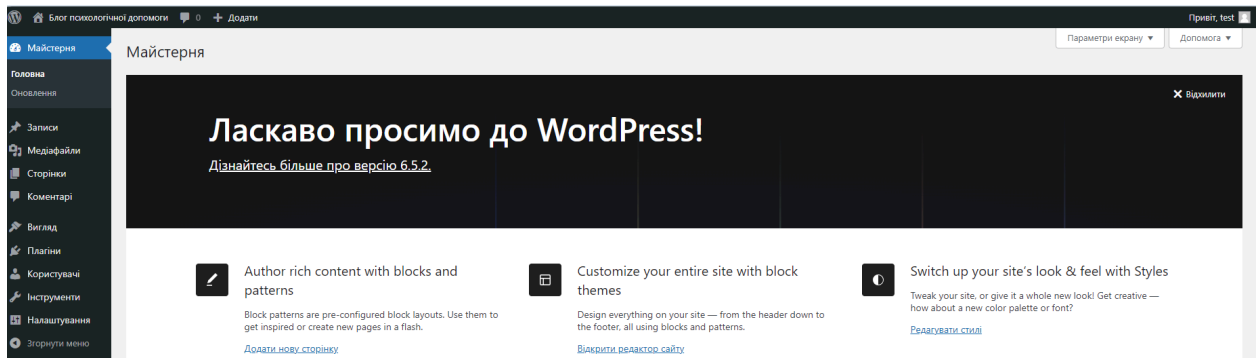 Блог психологічної допомоги 0 + Додати Привіт, test
Майстерня
Головна
Оновлення
Записи
Медіафайли
Сторінки
Коментарі
Вигляд
Плагіни
Користувачі
Інструменти
Налаштування
Згорнути меню
Майстерня
Параметри екрану ▼ Допомога ▼
Відхилити
Ласкаво просимо до WordPress!
Дізнайтесь більше про версію 6.5.2.
Author rich content with blocks and
patterns
Block patterns are pre-configured block layouts. Use them to
get inspired or create new pages in a flash.
Додати нову сторінку
Customize your entire site with block
themes
Design everything on your site — from the header down to
the footer, all using blocks and patterns.
Відкрити редактор сайту
Switch up your site's look & feel with Styles
Tweak your site, or give it a whole new look! Get creative —
how about a new color palette or font?
Редагувати стилі